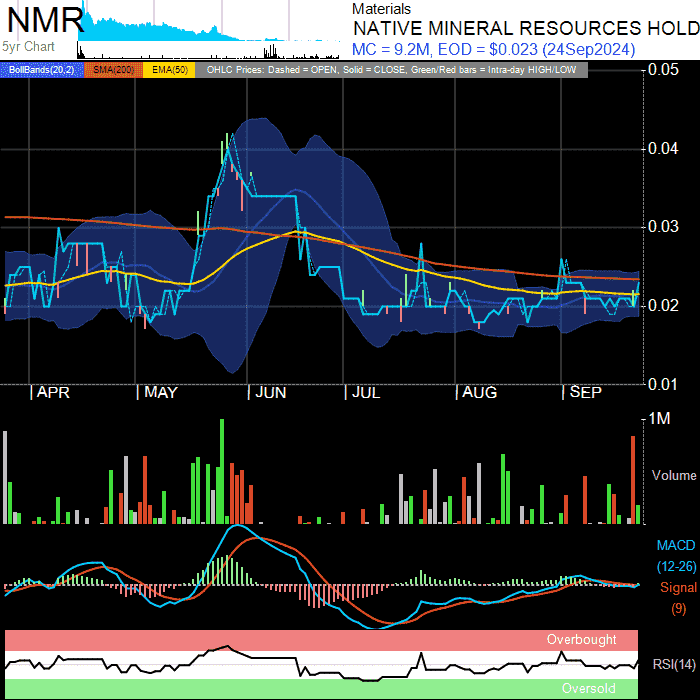 NMR
5yr Chart
Materials
NATIVE MINERAL RESOURCES HOLD
MC = 9.2M, EOD = $0.023 (24Sep2024)
BollBands(20,2) SMA(200) EMA(50) OHLC Prices: Dashed = OPEN, Solid = CLOSE, Green/Red bars = Intra-day HIGH/LOW
0.05
0.04
0.03
0.02
0.01
APR MAY JUN JUL AUG SEP
1M
Volume
MACD
(12-26)
Signal
(9)
Overbought
RSI(14)
Oversold